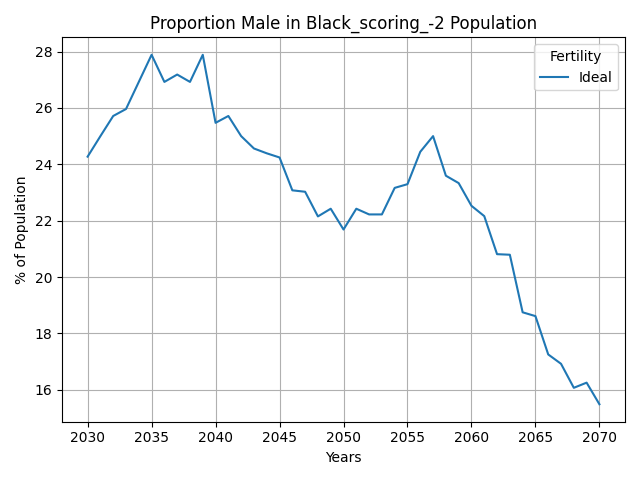 Proportion Male in Black_scoring_-2 Population
Fertility
Ideal
% of Population
28
26
24
22
20
18
16
2030 2035 2040 2045 2050 2055 2060 2065 2070
Years